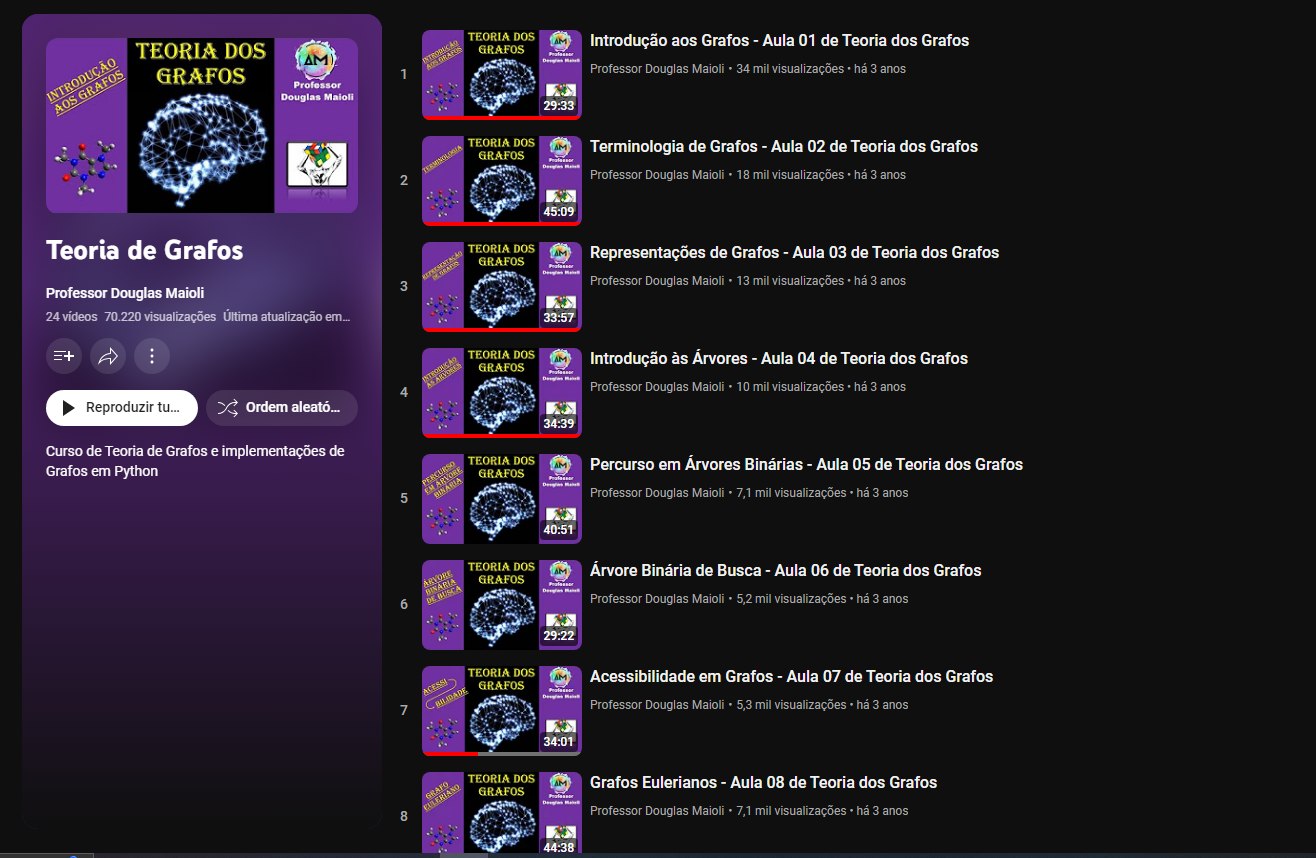 INTRODUÇÃO
AOS GRAFOS
TEORIA DOS
GRAFOS
AM
Professor
Douglas Maioli
Teoria de Grafos
Professor Douglas Maioli
24 vídeos 70.220 visualizações Última atualização em...
Reproduzir tu...
Ordem aleató...
Curso de Teoria de Grafos e implementações de
Grafos em Python
1
INTRODUÇÃO
AOS GRAFOS
TEORIA DOS
GRAFOS
AM
Professor
Douglas Maioli
29:33
Introdução aos Grafos - Aula 01 de Teoria dos Grafos
Professor Douglas Maioli • 34 mil visualizações • há 3 anos
2
TERMINOLOGIA
TEORIA DOS
GRAFOS
AM
Professor
Douglas Maioli
45:09
Terminologia de Grafos - Aula 02 de Teoria dos Grafos
Professor Douglas Maioli • 18 mil visualizações • há 3 anos
3
REPRESENTAÇÃO
DE GRAFOS
TEORIA DOS
GRAFOS
AM
Professor
Douglas Maioli
33:57
Representações de Grafos - Aula 03 de Teoria dos Grafos
Professor Douglas Maioli • 13 mil visualizações • há 3 anos
4
INTRODUÇÃO
ÀS ÁRVORES
TEORIA DOS
GRAFOS
AM
Professor
Douglas Maioli
34:39
Introdução às Árvores - Aula 04 de Teoria dos Grafos
Professor Douglas Maioli • 10 mil visualizações • há 3 anos
5
PERCURSO
EM ÁRVORE
BINÁRIA
TEORIA DOS
GRAFOS
AM
Professor
Douglas Maioli
40:51
Percurso em Árvores Binárias - Aula 05 de Teoria dos Grafos
Professor Douglas Maioli • 7,1 mil visualizações • há 3 anos
6
ÁRVORE
BINÁRIA
DE BUSCA
TEORIA DOS
GRAFOS
AM
Professor
Douglas Maioli
29:22
Árvore Binária de Busca - Aula 06 de Teoria dos Grafos
Professor Douglas Maioli • 5,2 mil visualizações • há 3 anos
7
ACESSI
BILIDADE
TEORIA DOS
GRAFOS
AM
Professor
Douglas Maioli
34:01
Acessibilidade em Grafos - Aula 07 de Teoria dos Grafos
Professor Douglas Maioli • 5,3 mil visualizações • há 3 anos
8
GRAFO
EULERIANO
TEORIA DOS
GRAFOS
AM
Professor
Douglas Maioli
44:38
Grafos Eulerianos - Aula 08 de Teoria dos Grafos
Professor Douglas Maioli • 7,1 mil visualizações • há 3 anos